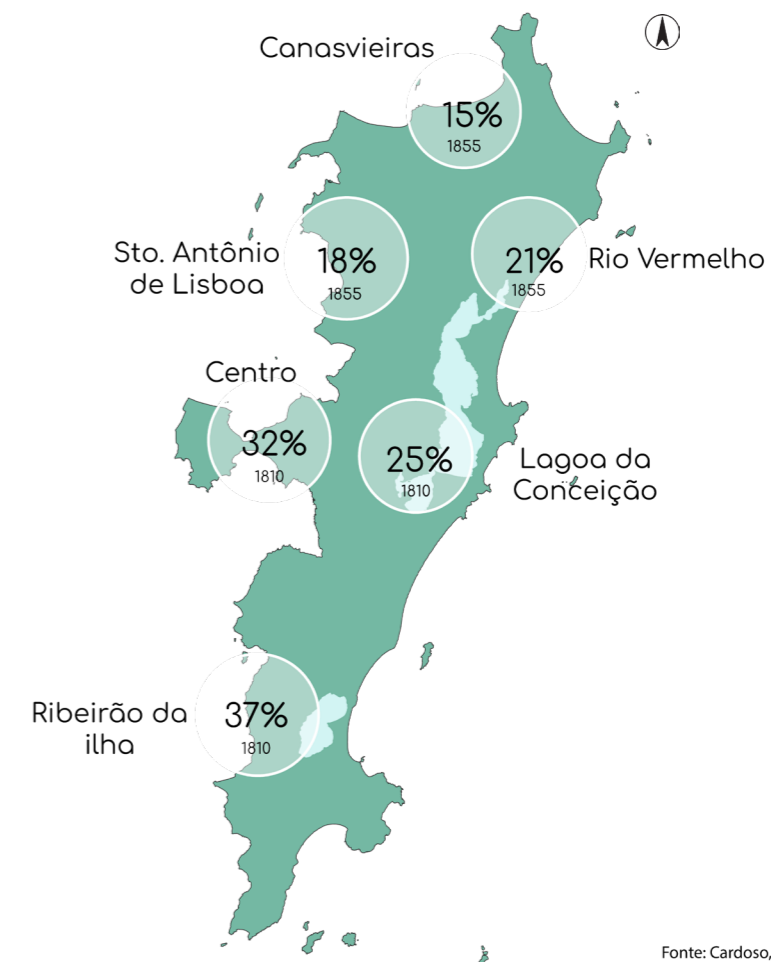 Canasvieiras
15%
1855
Sto. Antônio
de Lisboa
18%
1855
21%
1855
Rio Vermelho
Centro
32%
1810
25%
1810
Lagoa da
Conceição
Ribeirão da
ilha
37%
1810
Fonte: Cardoso,